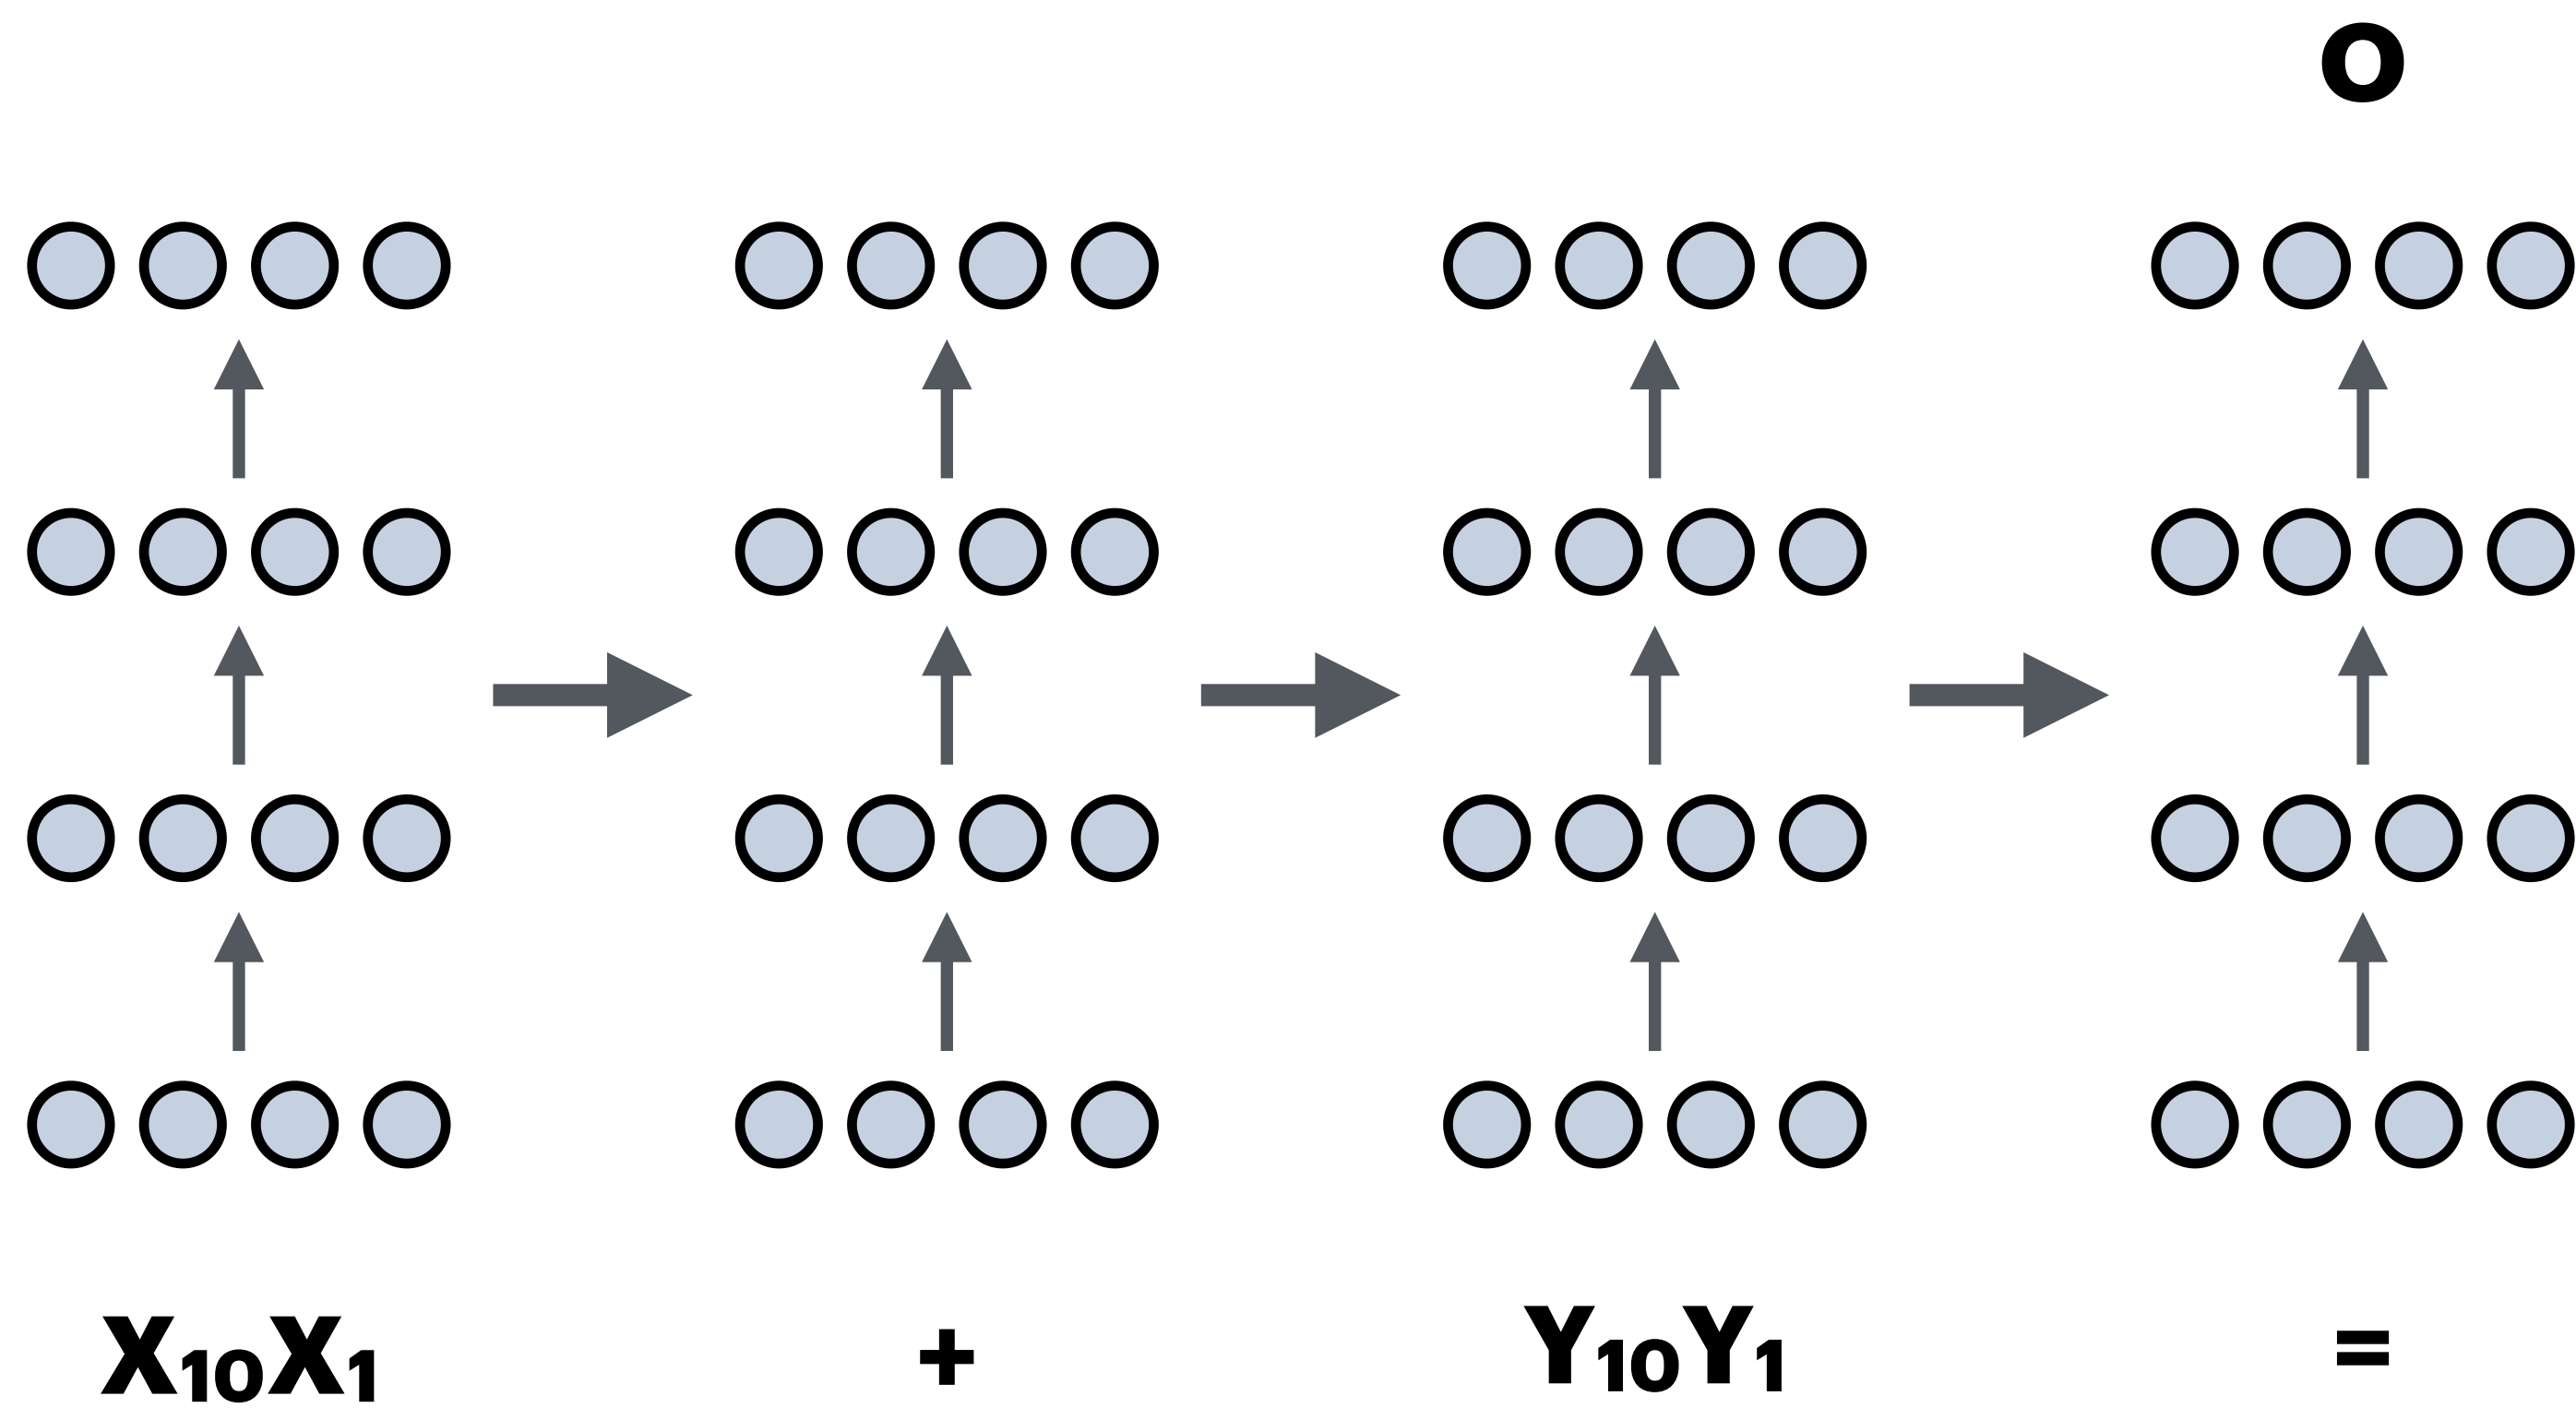 O
X₁₀X₁ + Y₁₀Y₁ =